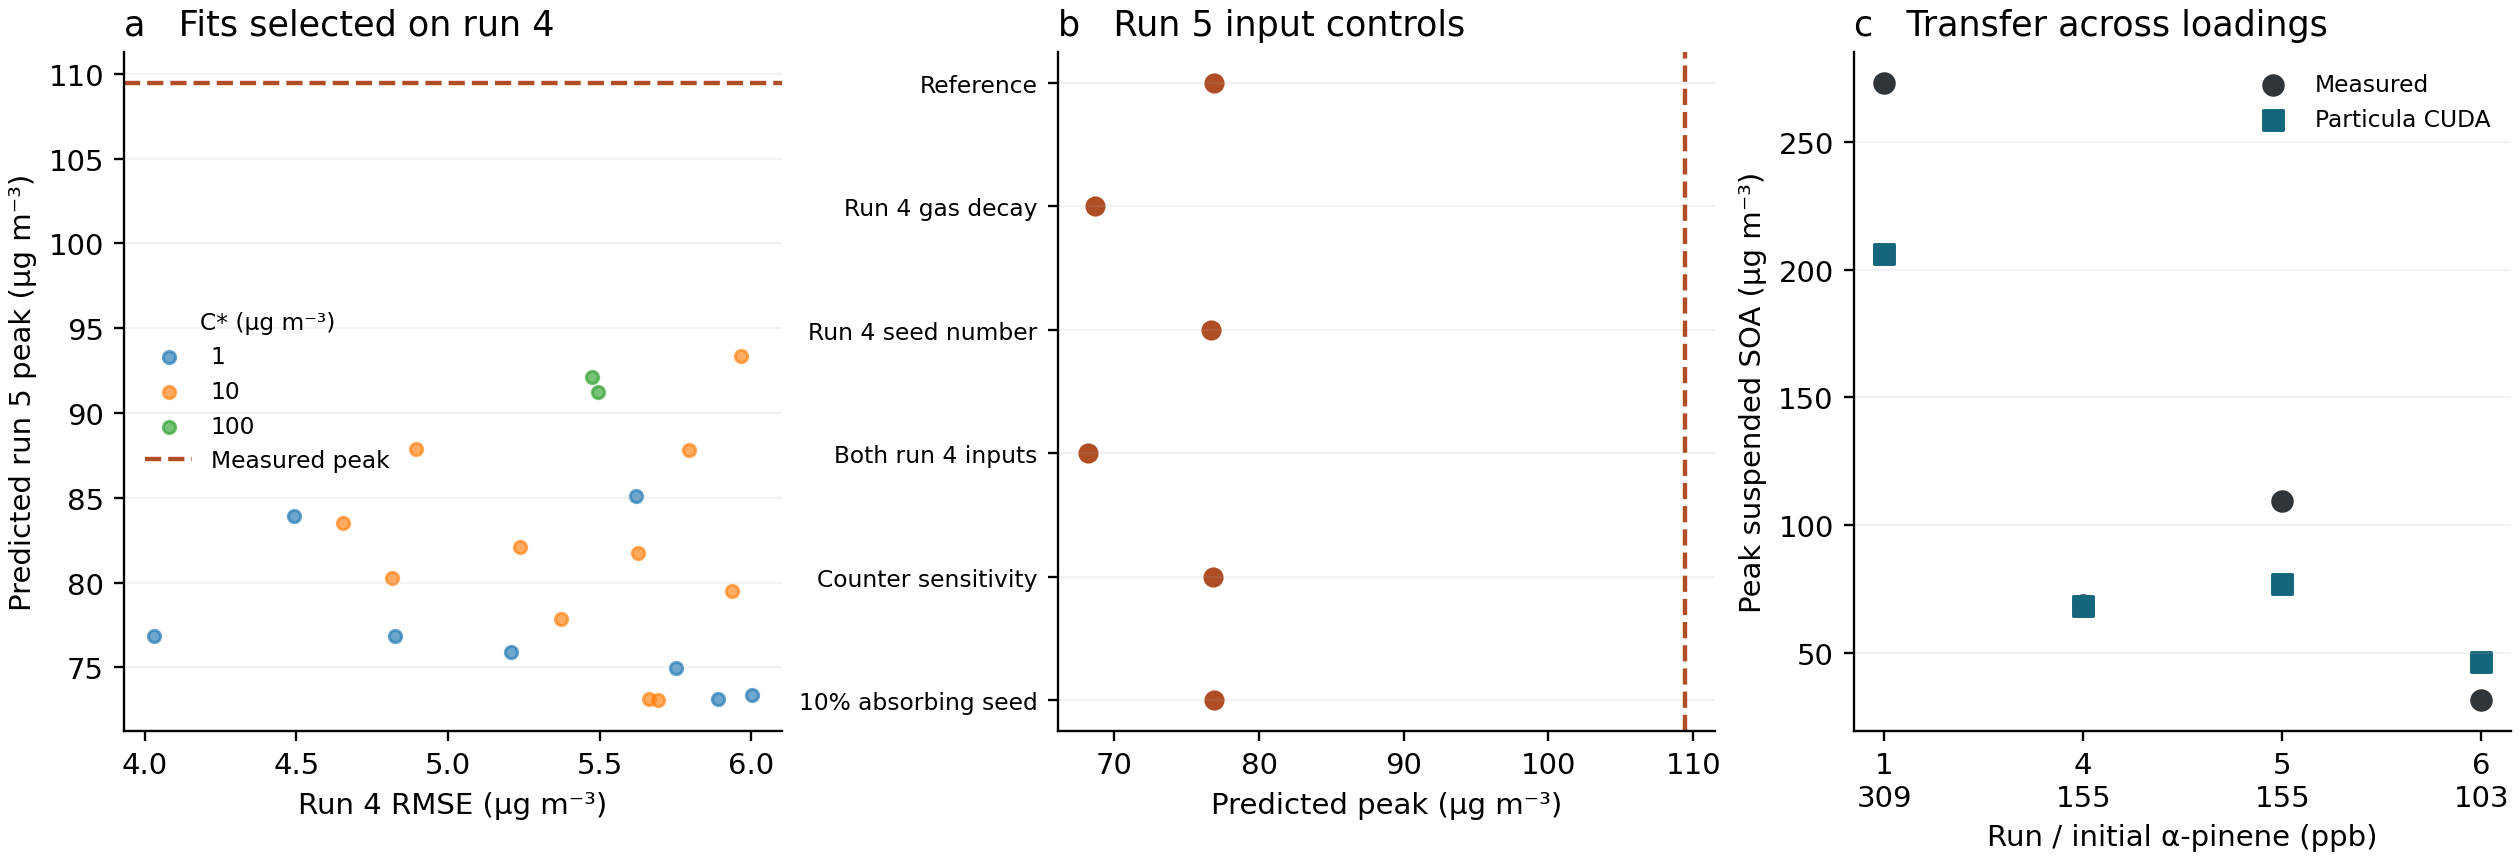 a Fits selected on run 4
Predicted run 5 peak (μg m⁻³)
110
105
100
95
90
85
80
75
C* (μg m⁻³)
1
10
100
Measured peak
4.0 4.5 5.0 5.5 6.0
Run 4 RMSE (μg m⁻³)
b Run 5 input controls
Reference
Run 4 gas decay
Run 4 seed number
Both run 4 inputs
Counter sensitivity
10% absorbing seed
70 80 90 100 110
Predicted peak (μg m⁻³)
c Transfer across loadings
Peak suspended SOA (μg m⁻³)
250
200
150
100
50
Measured
Particula CUDA
1 4 5 6
309 155 155 103
Run / initial α-pinene (ppb)